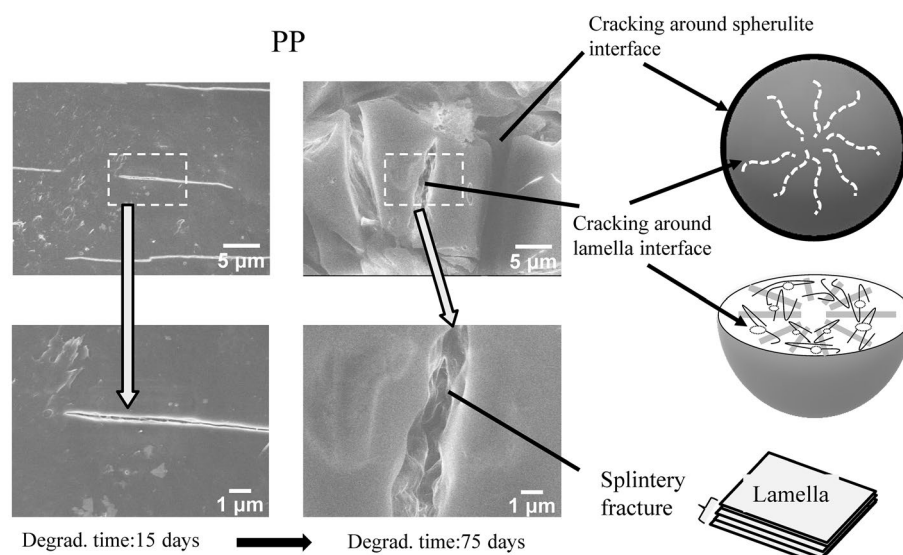 PP
Cracking around spherulite
interface
5 μm
5 μm
Cracking around
lamella interface
1 μm
1 μm
Splintery
fracture
Lamella
Degrad. time:15 days
Degrad. time:75 days